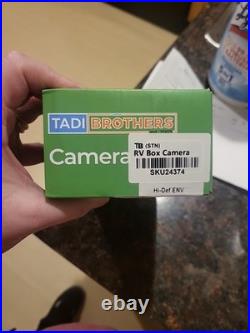 TADI BROTHERS
Camera
TB (STN)
RV Box Camera
SKU24374
Hi-Def ENV